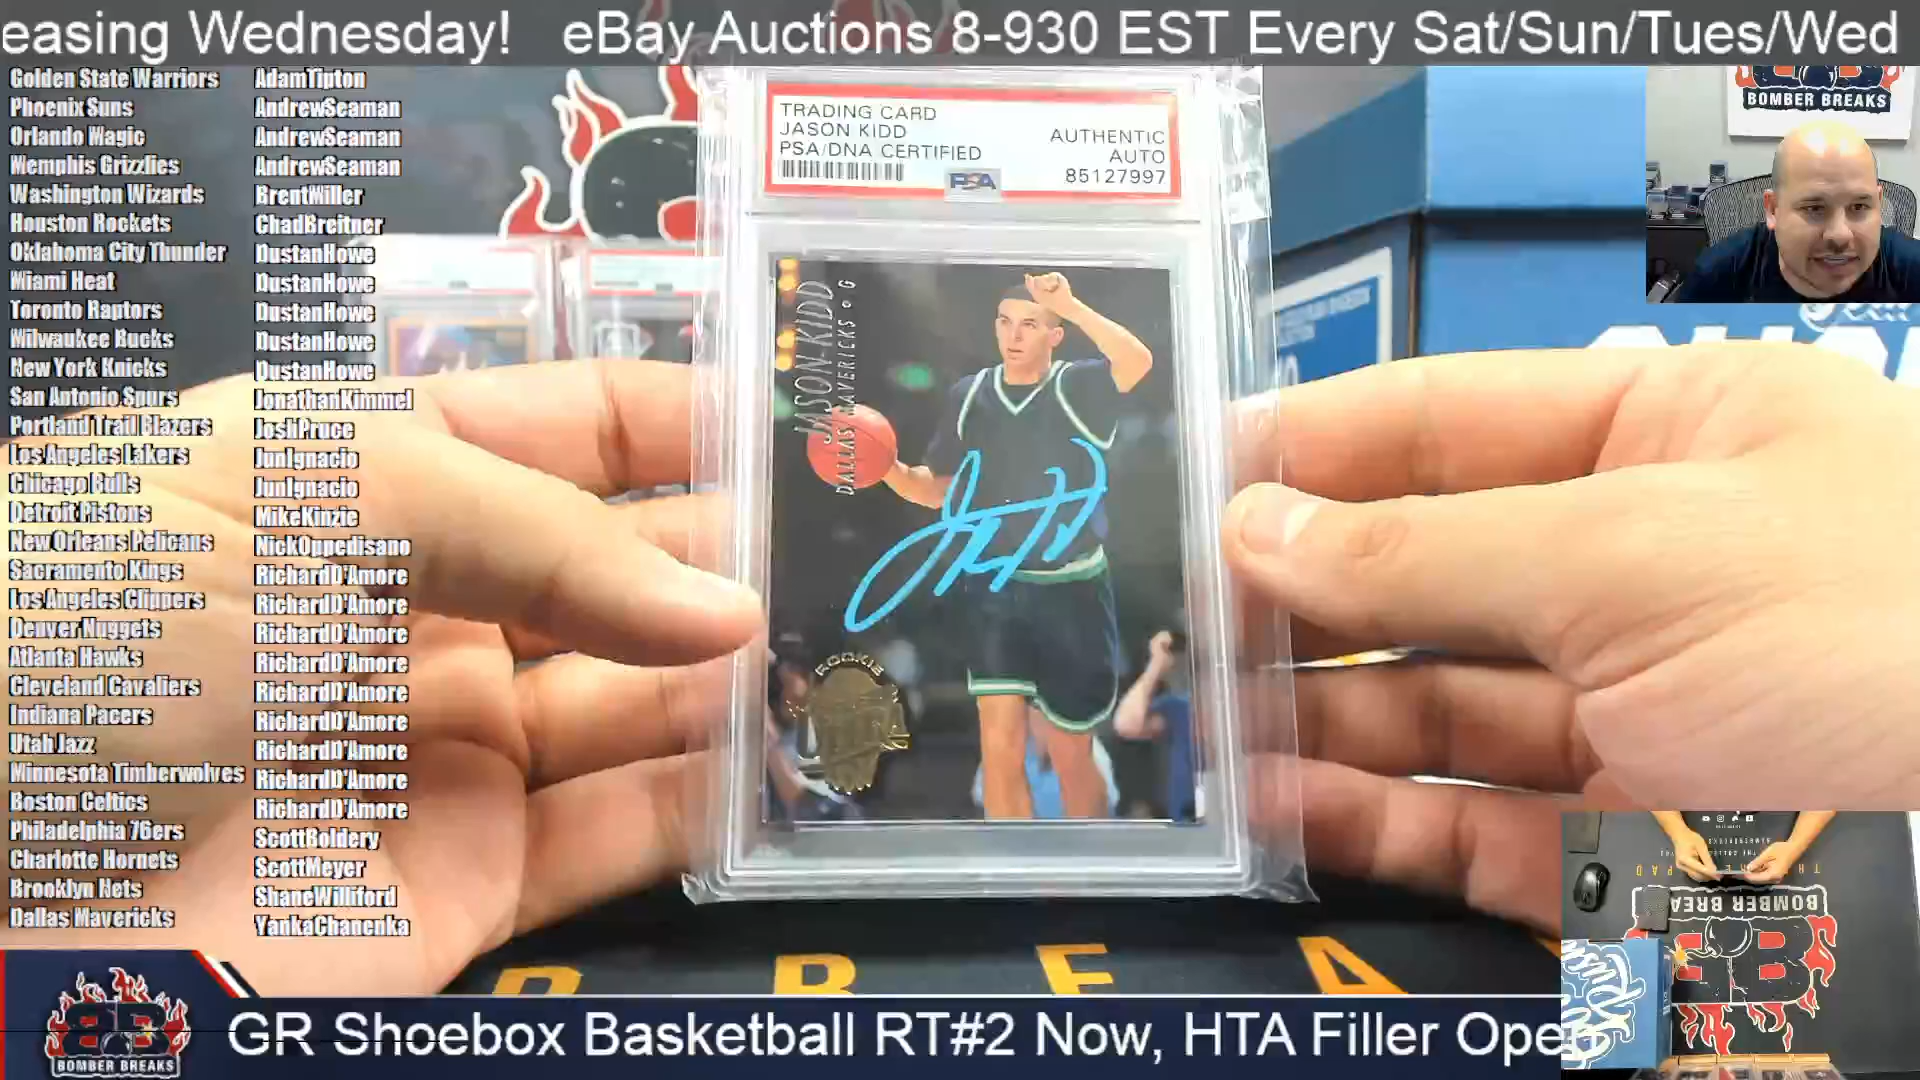 easing Wednesday! eBay Auctions 8-930 EST Every Sat/Sun/Tues/Wed
Golden State Warriors AdamTipton
Phoenix Suns AndrewSeaman
Orlando Magic AndrewSeaman
Memphis Grizzlies AndrewSeaman
Washington Wizards BrentMiller
Houston Rockets ChadBreitner
Oklahoma City Thunder DustanHowe
Miami Heat DustanHowe
Toronto Raptors DustanHowe
Milwaukee Bucks DustanHowe
New York Knicks DustanHowe
San Antonio Spurs JonathanKimmel
Portland Trail Blazers JoshPruce
Los Angeles Lakers JunIgnacio
Chicago Bulls JunIgnacio
Detroit Pistons MikeKinzie
New Orleans Pelicans NickOppedisano
Sacramento Kings RichardD'Amore
Los Angeles Clippers RichardD'Amore
Denver Nuggets RichardD'Amore
Atlanta Hawks RichardD'Amore
Cleveland Cavaliers RichardD'Amore
Indiana Pacers RichardD'Amore
Utah Jazz RichardD'Amore
Minnesota Timberwolves RichardD'Amore
Boston Celtics RichardD'Amore
Philadelphia 76ers ScottBoldery
Charlotte Hornets ScottMeyer
Brooklyn Nets ShaneWilliford
Dallas Mavericks YankaChanenka
TRADING CARD
JASON KIDD
PSA/DNA CERTIFIED
AUTHENTIC
AUTO
85127997
PSA
JASON KIDD
DALLAS MAVERICKS • G
ROOKIE
BOMBER BREAKS
BREA
BOMBER BREA
BB
BOMBER BREAKS
GR Shoebox Basketball RT#2 Now, HTA Filler Open